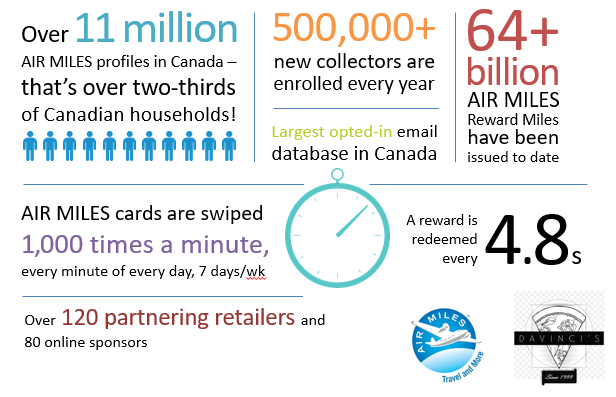 Over 11 million
AIR MILES profiles in Canada –
that's over two-thirds
of Canadian households!
500,000+
new collectors are
enrolled every year
Largest opted-in email
database in Canada
64+
billion
AIR MILES
Reward Miles
have been
issued to date
AIR MILES cards are swiped
1,000 times a minute,
every minute of every day, 7 days/wk
A reward is
redeemed
every
4.8s
Over 120 partnering retailers and
80 online sponsors
AIR MILES
Travel and More
DAVINCI'S
Since 1999